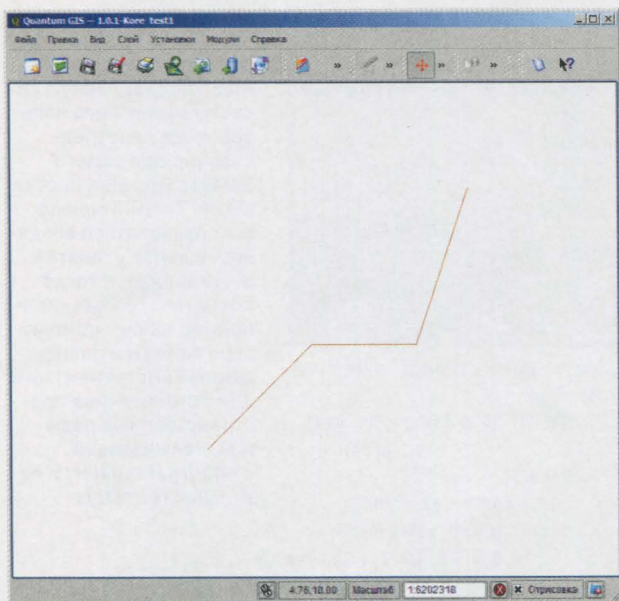 Quantum GIS -- 1.0.1-Kore test1
Файл Правка Вид Слой Установки Модули Справка
» » » »
4.76,10.00 Масштаб 1:6202318 Отрисовка